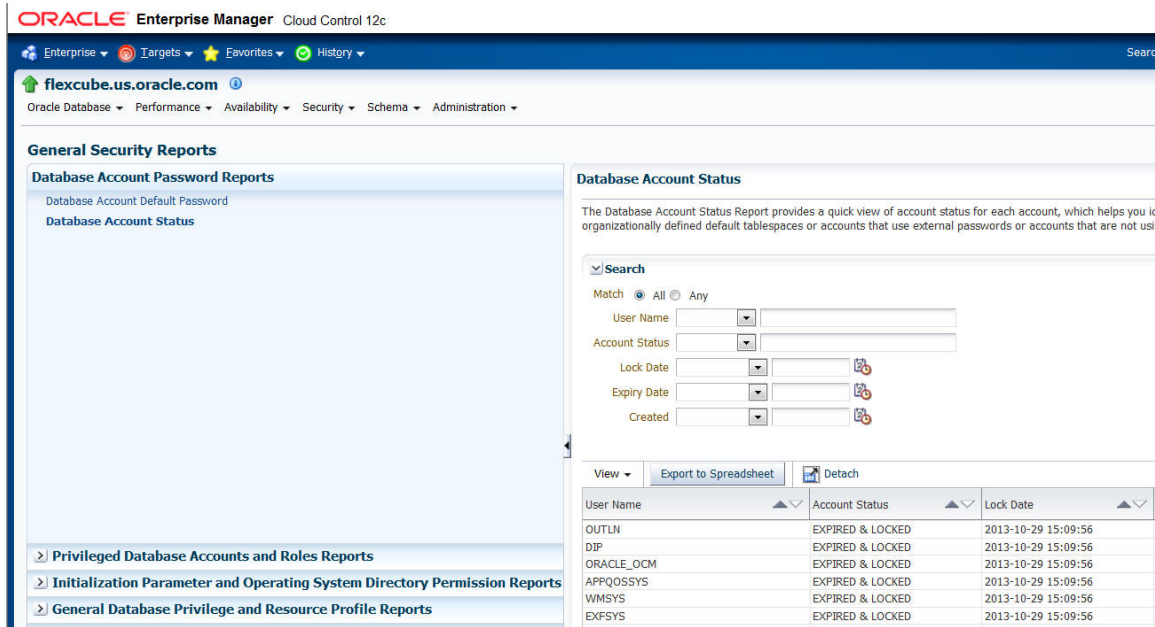 ORACLE Enterprise Manager Cloud Control 12c
Enterprise Targets Favorites History
flexcube.us.oracle.com
Oracle Database Performance Availability Security Schema Administration
General Security Reports
Database Account Password Reports
Database Account Default Password
Database Account Status
Privileged Database Accounts and Roles Reports
Initialization Parameter and Operating System Directory Permission Reports
General Database Privilege and Resource Profile Reports
Database Account Status
The Database Account Status Report provides a quick view of account status for each account, which helps you
organizationally defined default tablespaces or accounts that use external passwords or accounts that are not
Search
Match All Any
User Name
Account Status
Lock Date
Expiry Date
Created
View Export to Spreadsheet Detach
User Name Account Status Lock Date
OUTLN EXPIRED & LOCKED 2013-10-29 15:09:56
DIP EXPIRED & LOCKED 2013-10-29 15:09:56
ORACLE_OCM EXPIRED & LOCKED 2013-10-29 15:09:56
APPQOSSYS EXPIRED & LOCKED 2013-10-29 15:09:56
WMSYS EXPIRED & LOCKED 2013-10-29 15:09:56
EXFSYS EXPIRED & LOCKED 2013-10-29 15:09:56